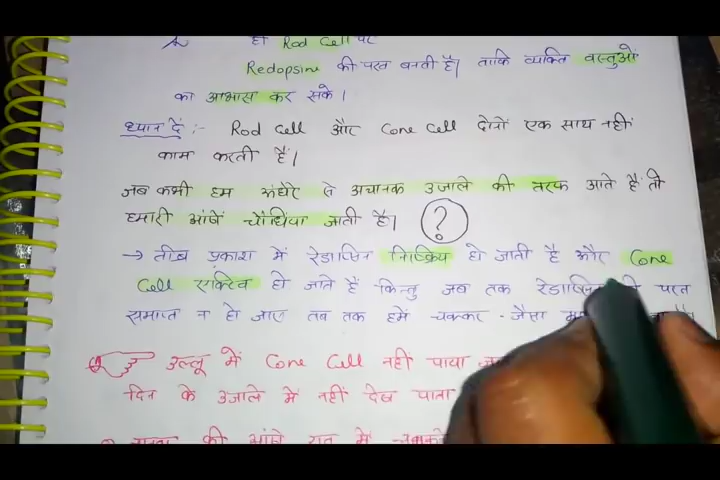 हो Rod Cell पर
Redopsine की परत बनती है। ताकि व्यक्ति वस्तुओं
का आभास कर सके।
ध्यान दें :- Rod Cell और Cone Cell दोनों एक साथ नहीं
काम करती हैं।
जब कभी हम अंधेरे से अचानक उजाले की तरफ आते हैं तो
हमारी आंखें चौंधिया जाती है। ?
→ तीव्र प्रकाश में रेडाप्सिन निष्क्रिय हो जाती है और Cone
Cell एक्टिव हो जाते हैं किन्तु जब तक रेडाप्सिन परत
समाप्त न हो जाए तब तक हमें चक्कर - जैसा
उल्लू में Cone Cell नही पाया
दिन के उजाले में नहीं देख पाता
की आंखें रात में